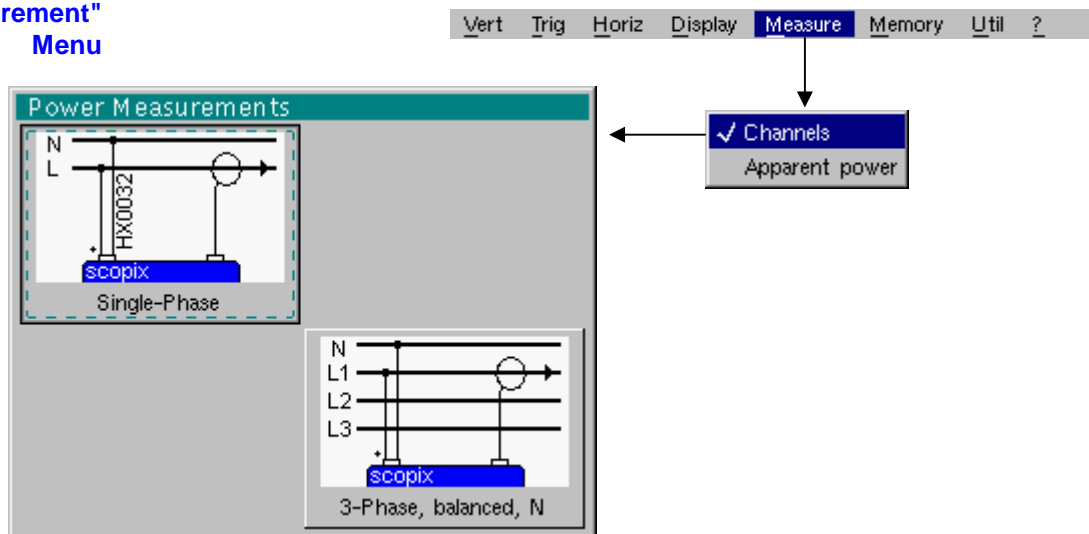 rement"
Menu
Vert Trig Horiz Display Measure Memory Util ?
Power Measurements
✓ Channels
Apparent power
N
L
HX0032
+
scopix
Single-Phase
N
L1
L2
L3
+
scopix
3-Phase, balanced, N